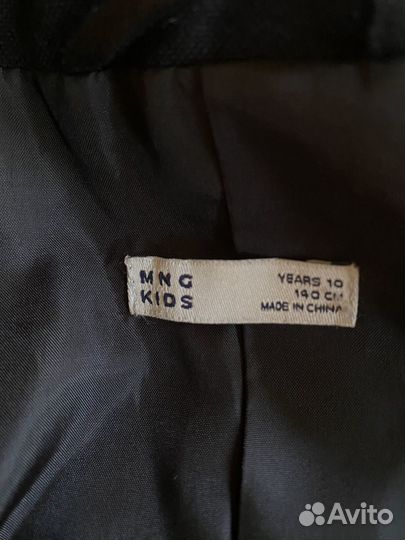 MNG
KIDS
YEARS 10
140 CM
MADE IN CHINA
Avito